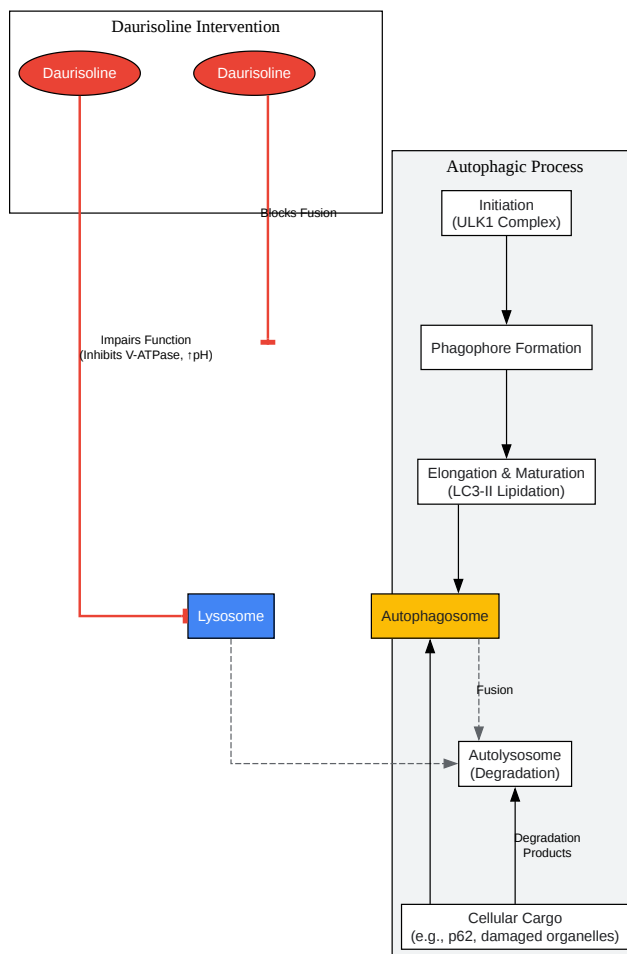 Daurisoline Intervention
Daurisoline
Daurisoline
Blocks Fusion
Impairs Function
(Inhibits V-ATPase, ↑pH)
Lysosome
Autophagic Process
Initiation
(ULK1 Complex)
Phagophore Formation
Elongation & Maturation
(LC3-II Lipidation)
Autophagosome
Fusion
Autolysosome
(Degradation)
Degradation
Products
Cellular Cargo
(e.g., p62, damaged organelles)